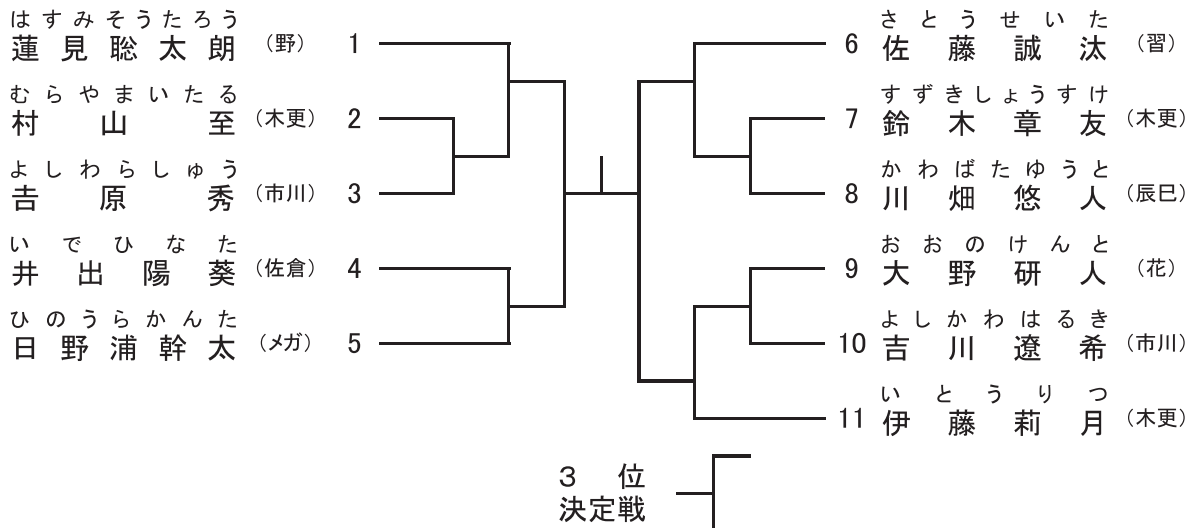 はすみそうたろう
蓮見聡太朗 (野) 1
むらやまいたる
村山至 (木更) 2
よしわらしゅう
𠮷原秀 (市川) 3
いでひなた
井出陽葵 (佐倉) 4
ひのうらかんた
日野浦幹太 (メガ) 5
さとうせいた
6 佐藤誠汰 (習)
すずきしょうすけ
7 鈴木章友 (木更)
かわばたゆうと
8 川畑悠人 (辰巳)
おおのけんと
9 大野研人 (花)
よしかわはるき
10 吉川遼希 (市川)
いとうりつ
11 伊藤莉月 (木更)
3位
決定戦